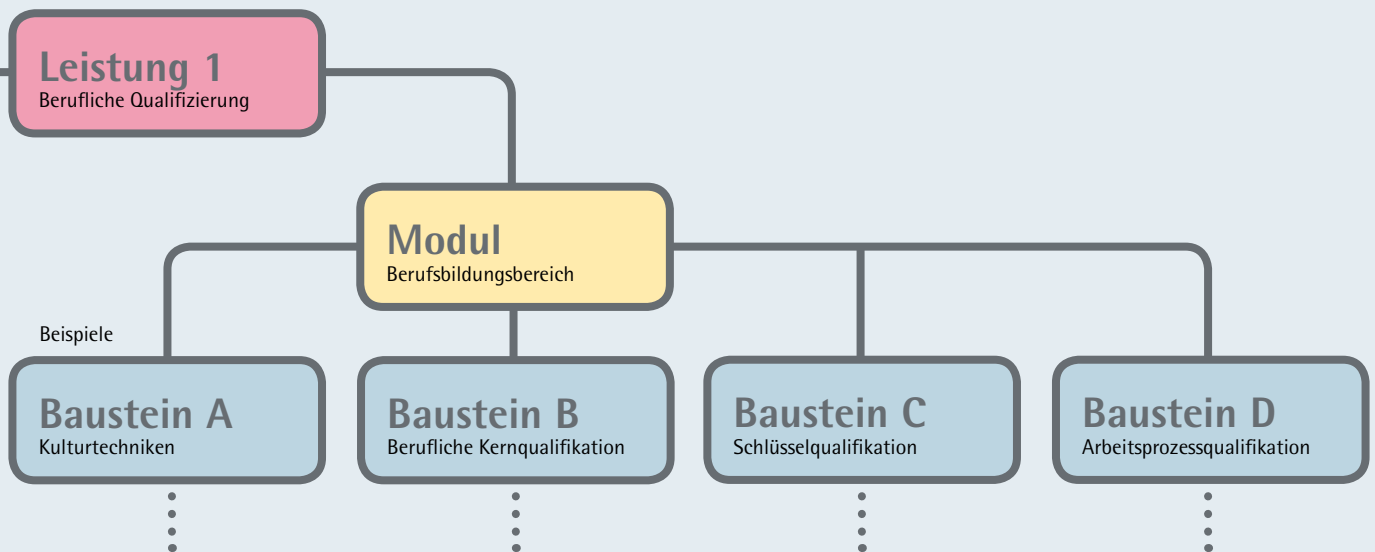 Leistung 1
Berufliche Qualifizierung
Modul
Berufsbildungsbereich
Beispiele
Baustein A
Kulturtechniken
Baustein B
Berufliche Kernqualifikation
Baustein C
Schlüsselqualifikation
Baustein D
Arbeitsprozessqualifikation